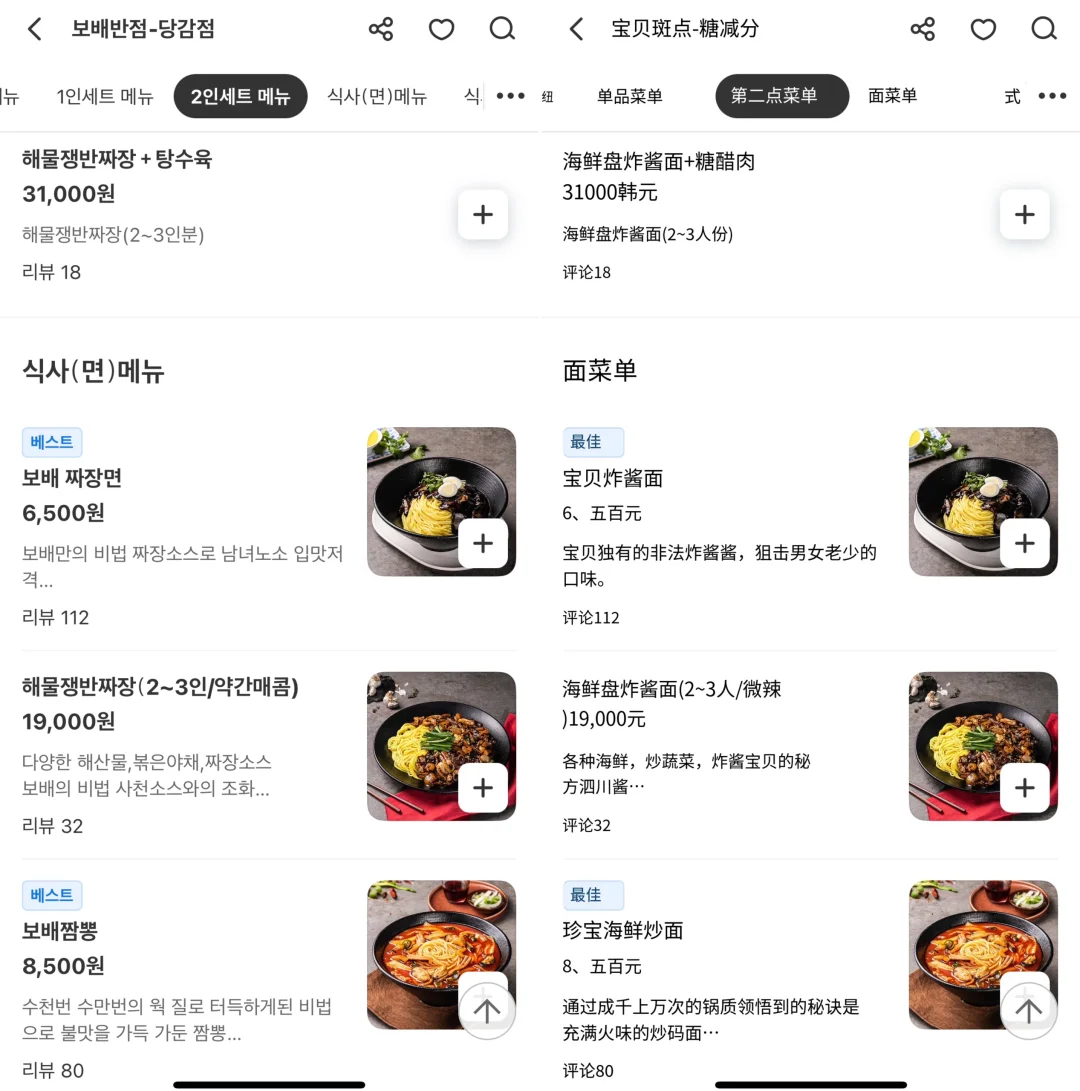 보배반점-당감점
뉴 1인세트 메뉴 2인세트 메뉴 식사(면)메뉴 식
해물쟁반짜장 + 탕수육
31,000원
해물쟁반짜장(2~3인분)
리뷰 18
식사(면)메뉴
베스트
보배 짜장면
6,500원
보배만의 비법 짜장소스로 남녀노소 입맛저
격...
리뷰 112
해물쟁반짜장(2~3인/약간매콤)
19,000원
다양한 해산물,볶은야채,짜장소스
보배의 비법 사천소스와의 조화...
리뷰 32
베스트
보배짬뽕
8,500원
수천번 수만번의 웍 질로 터득하게된 비법
으로 불맛을 가득 가둔 짬뽕...
리뷰 80
宝贝斑点-糖减分
纽 单品菜单 第二点菜单 面菜单 式
海鲜盘炸酱面+糖醋肉
31000韩元
海鲜盘炸酱面(2~3人份)
评论18
面菜单
最佳
宝贝炸酱面
6、五百元
宝贝独有的非法炸酱酱，狙击男女老少的
口味。
评论112
海鲜盘炸酱面(2~3人/微辣
)19,000元
各种海鲜，炒蔬菜，炸酱宝贝的秘
方泗川酱…
评论32
最佳
珍宝海鲜炒面
8、五百元
通过成千上万次的锅质领悟到的秘诀是
充满火味的炒码面…
评论80